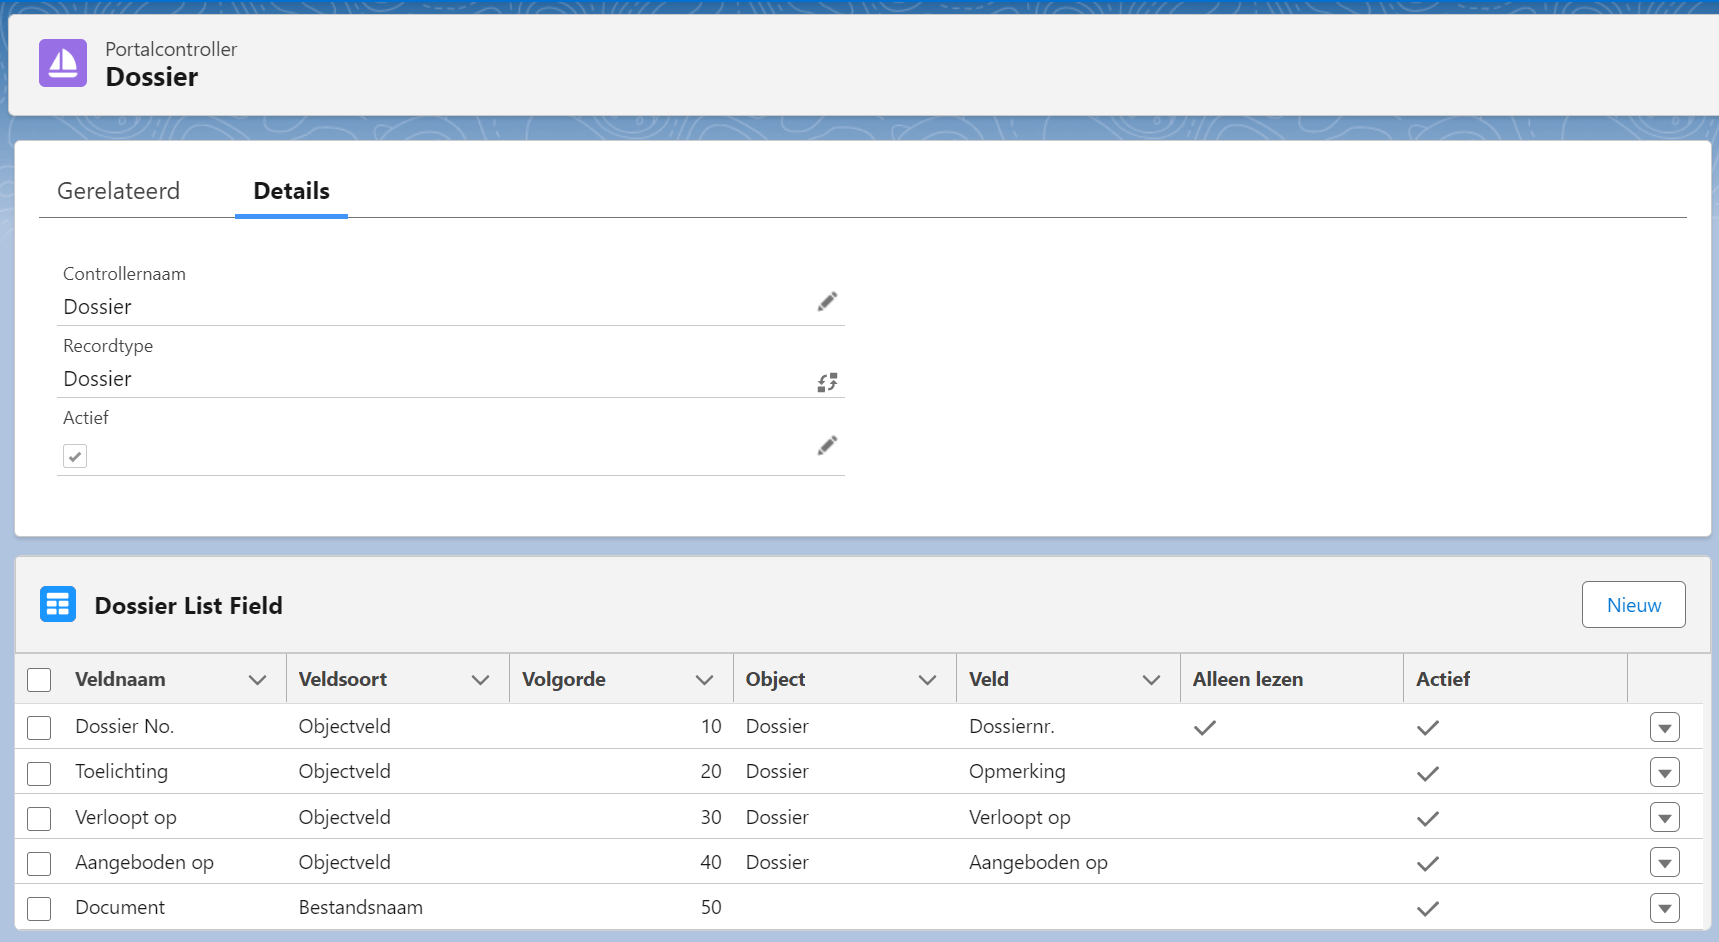 Portalcontroller
Dossier
Gerelateerd Details
Controllernaam
Dossier
Recordtype
Dossier
Actief
Dossier List Field Nieuw
Veldnaam Veldsoort Volgorde Object Veld Alleen lezen Actief
Dossier No. Objectveld 10 Dossier Dossiernr.
Toelichting Objectveld 20 Dossier Opmerking
Verloopt op Objectveld 30 Dossier Verloopt op
Aangeboden op Objectveld 40 Dossier Aangeboden op
Document Bestandsnaam 50